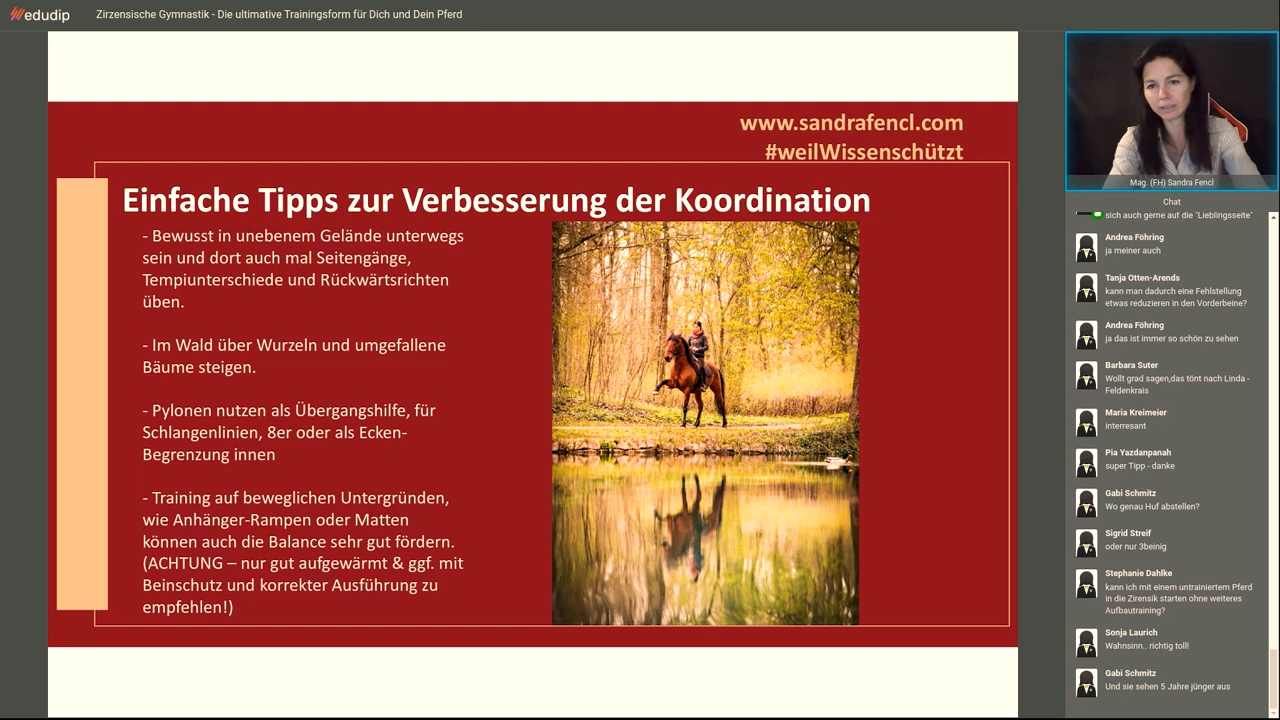 edudip
Zirzensische Gymnastik - Die ultimative Trainingsform für Dich und Dein Pferd
www.sandrafencl.com
#weilWissenschützt
Einfache Tipps zur Verbesserung der Koordination
- Bewusst in unebenem Gelände unterwegs
sein und dort auch mal Seitengänge,
Tempiunterschiede und Rückwärtsrichten
üben.
- Im Wald über Wurzeln und umgefallene
Bäume steigen.
- Pylonen nutzen als Übergangshilfe, für
Schlangenlinien, 8er oder als Ecken-
Begrenzung innen
- Training auf beweglichen Untergründen,
wie Anhänger-Rampen oder Matten
können auch die Balance sehr gut fördern.
(ACHTUNG – nur gut aufgewärmt & ggf. mit
Beinschutz und korrekter Ausführung zu
empfehlen!)
Mag. (FH) Sandra Fencl
Chat
sich auch gerne auf die "Lieblingsseite"
Andrea Föhring
ja meiner auch
Tanja Otten-Arends
kann man dadurch eine Fehlstellung
etwas reduzieren in den Vorderbeine?
Andrea Föhring
ja das ist immer so schön zu sehen
Barbara Suter
Wollt grad sagen,das tönt nach Linda -
Feldenkrais
Maria Kreimeier
interresant
Pia Yazdanpanah
super Tipp - danke
Gabi Schmitz
Wo genau Huf abstellen?
Sigrid Streif
oder nur 3beinig
Stephanie Dahlke
kann ich mit einem untrainiertem Pferd
in die Zirensik starten ohne weiteres
Aufbautraining?
Sonja Laurich
Wahnsinn.. richtig toll!
Gabi Schmitz
Und sie sehen 5 Jahre jünger aus